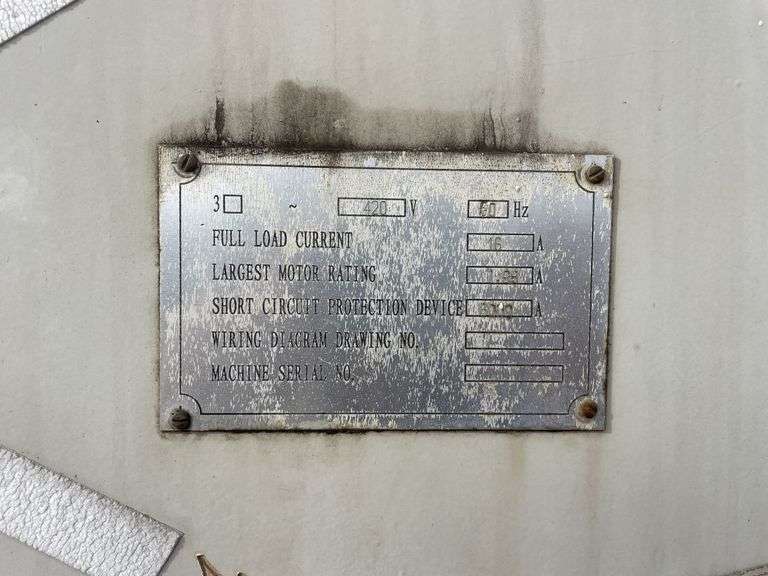 3 ~ 420 V 60 Hz
FULL LOAD CURRENT 16 A
LARGEST MOTOR RATING A
SHORT CIRCUIT PROTECTION DEVICE A
WIRING DIAGRAM DRAWING NO.
MACHINE SERIAL NO.